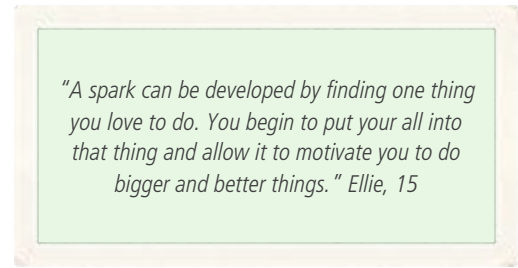 “A spark can be developed by finding one thing
you love to do. You begin to put your all into
that thing and allow it to motivate you to do
bigger and better things.” Ellie, 15